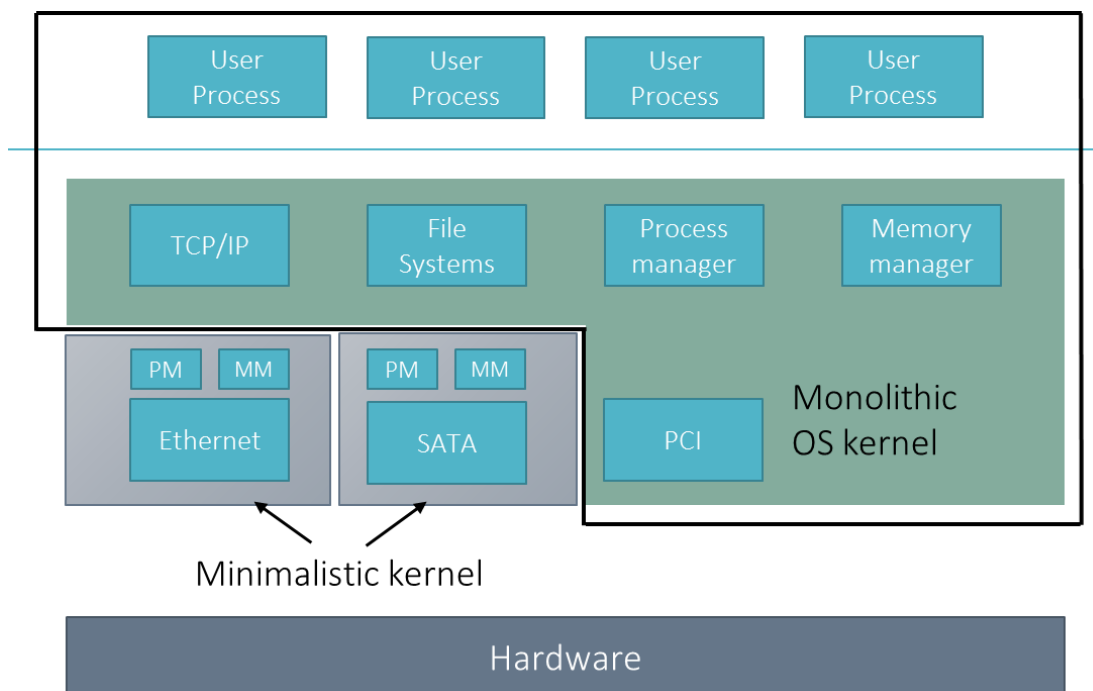 User
Process
User
Process
User
Process
User
Process
TCP/IP
File
Systems
Process
manager
Memory
manager
PM
MM
PM
MM
Ethernet
SATA
PCI
Monolithic
OS kernel
Minimalistic kernel
Hardware